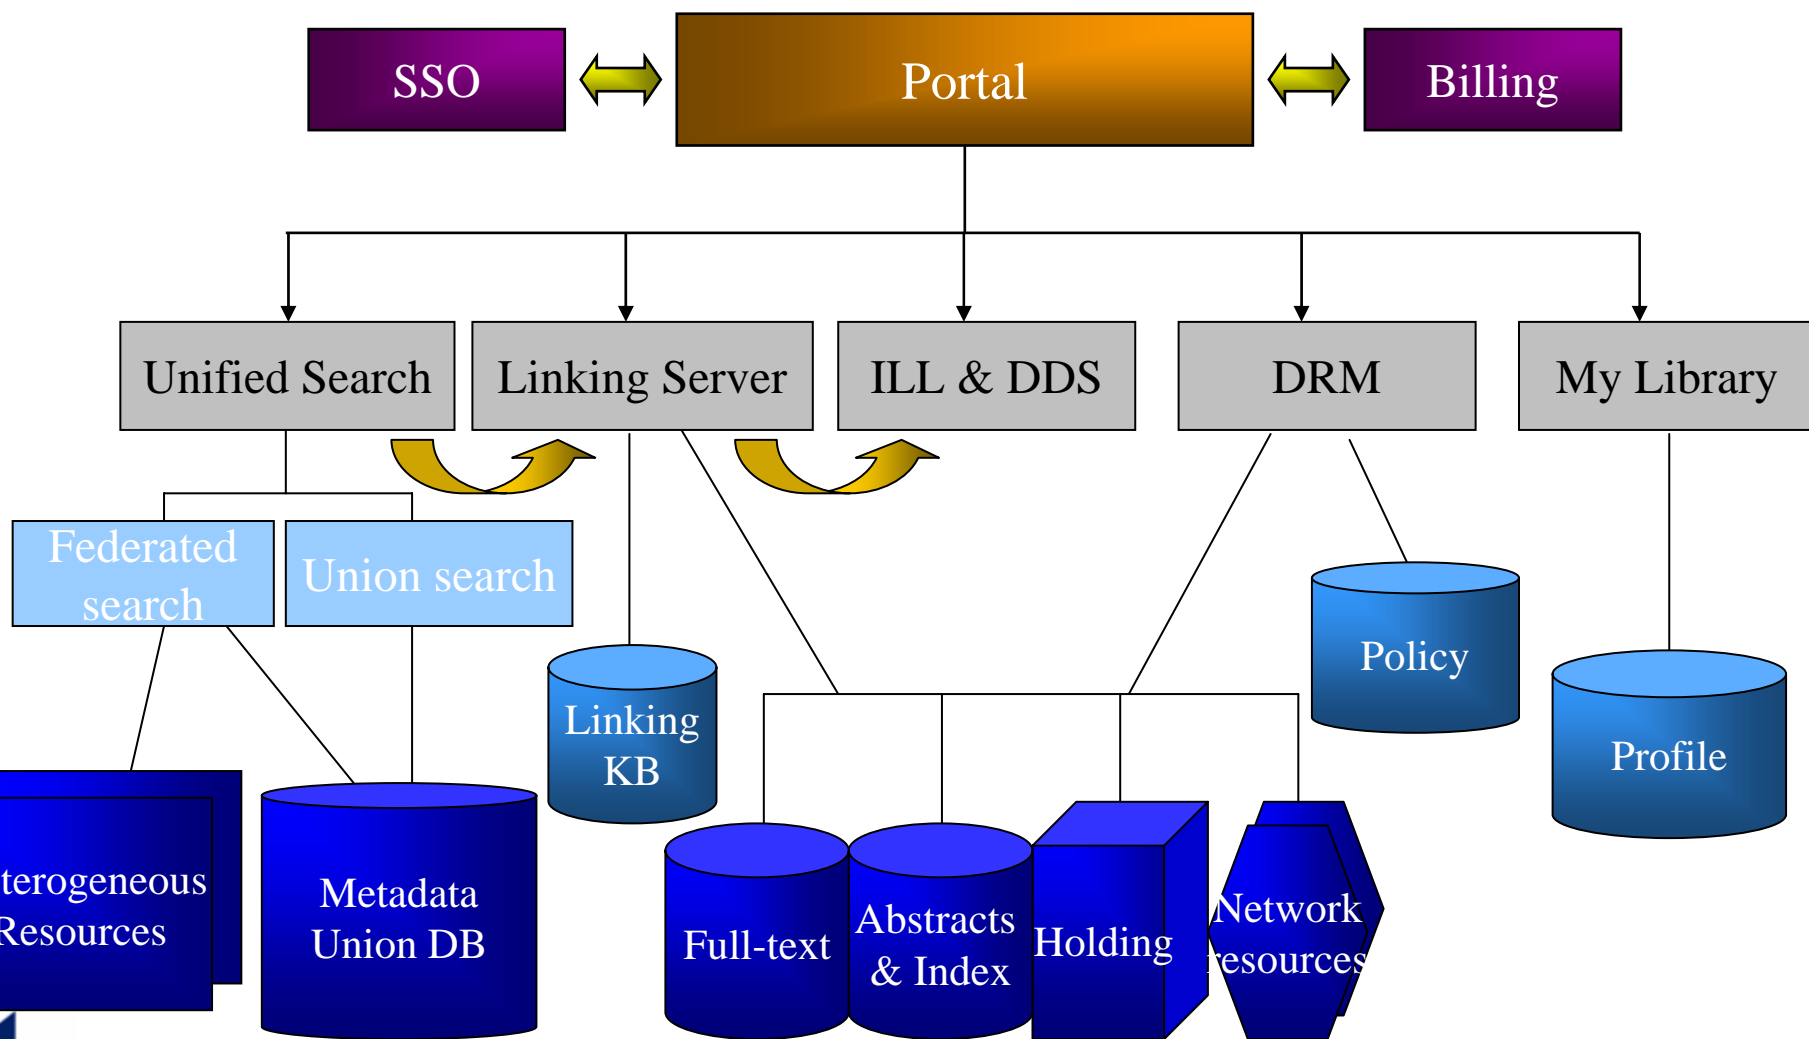 SSO
Portal
Billing
Unified Search
Linking Server
ILL & DDS
DRM
My Library
Federated
search
Union search
Linking
KB
Policy
Profile
terogeneous
Resources
Metadata
Union DB
Full-text
Abstracts
& Index
Holding
Network
resources